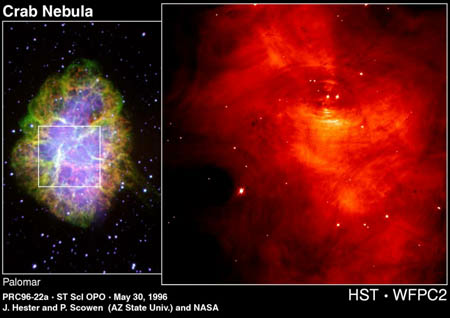 Crab Nebula
Palomar
PRC96-22a • ST ScI OPO • May 30, 1996
J. Hester and P. Scowen (AZ State Univ.) and NASA
HST • WFPC2